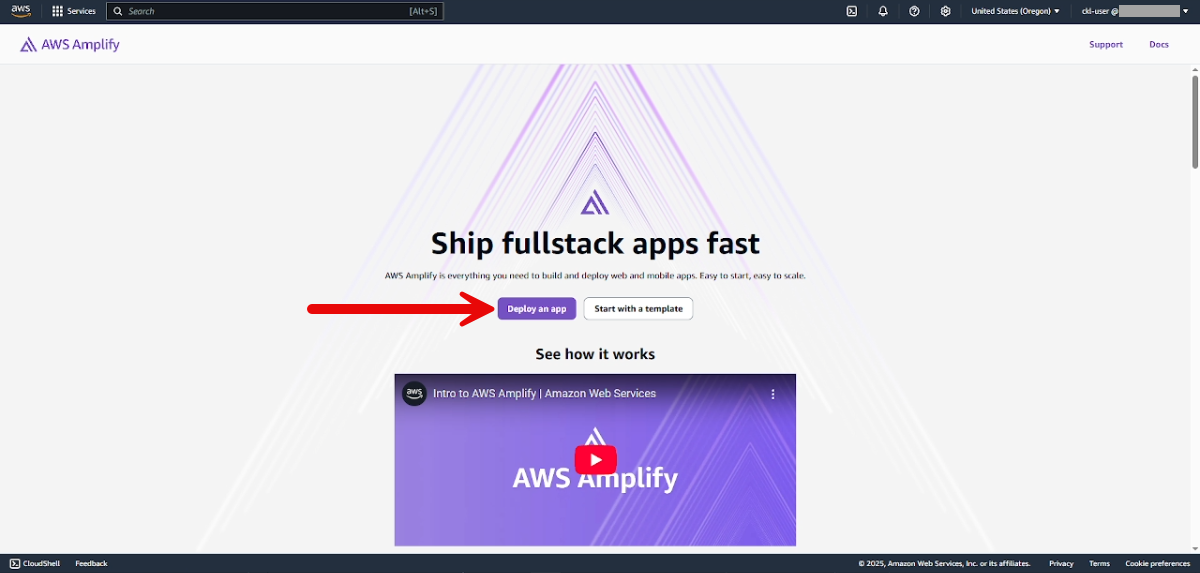 aws Services Search [Alt+S] United States (Oregon) ckl-user @
AWS Amplify Support Docs
Ship fullstack apps fast
AWS Amplify is everything you need to build and deploy web and mobile apps. Easy to start, easy to scale.
Deploy an app Start with a template
See how it works
aws Intro to AWS Amplify | Amazon Web Services
AWS Amplify
CloudShell Feedback © 2025, Amazon Web Services, Inc. or its affiliates. Privacy Terms Cookie preferences